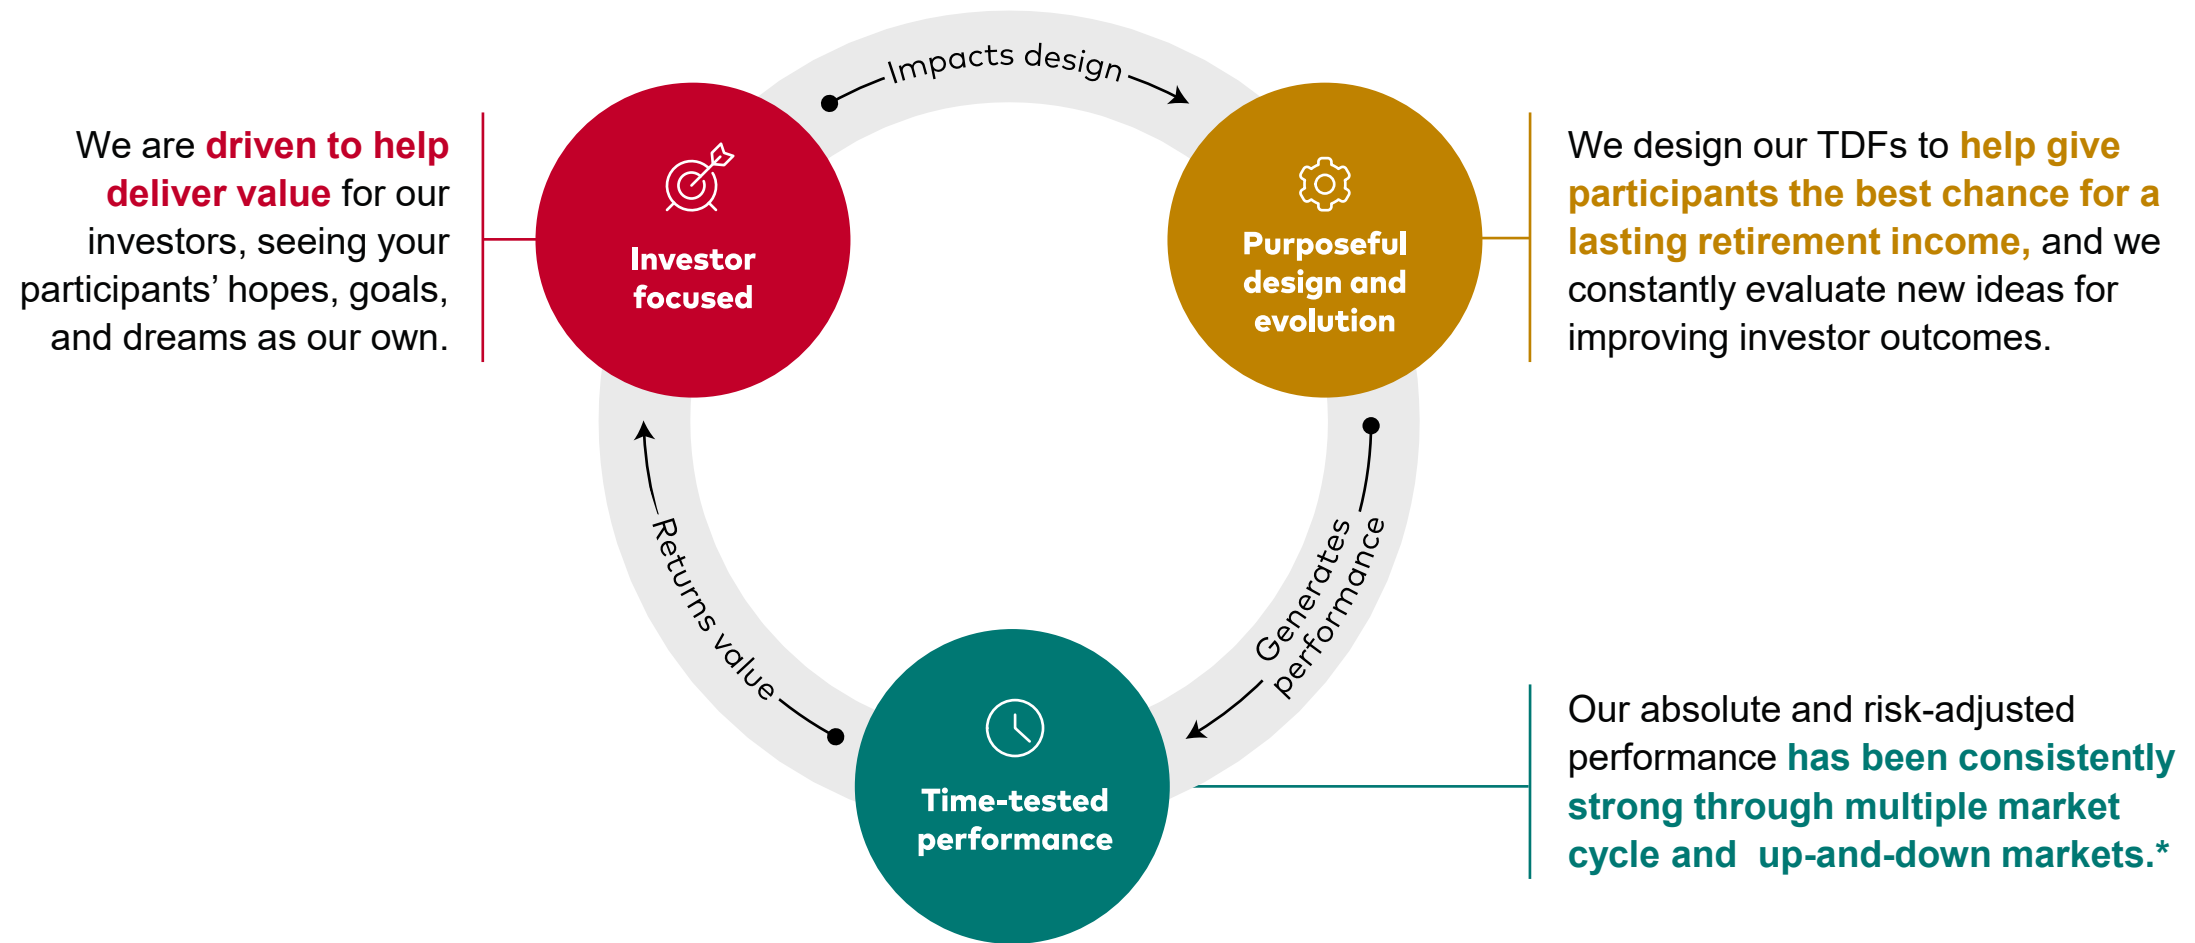 Impacts design
We are driven to help
deliver value for our
investors, seeing your
participants’ hopes, goals,
and dreams as our own.
Investor
focused
Purposeful
design and
evolution
We design our TDFs to help give
participants the best chance for a
lasting retirement income, and we
constantly evaluate new ideas for
improving investor outcomes.
Returns value
Generates
performance
Time-tested
performance
Our absolute and risk-adjusted
performance has been consistently
strong through multiple market
cycle and  up-and-down markets.*